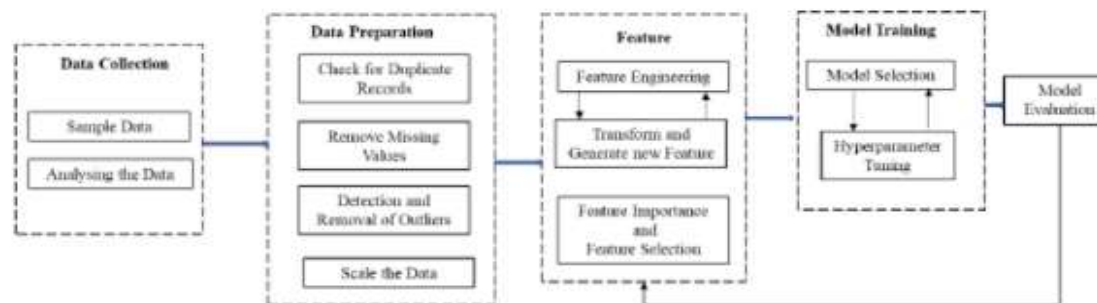 Data Collection
Sample Data
Analysing the Data
Data Preparation
Check for Duplicate
Records
Remove Missing
Values
Detection and
Removal of Outliers
Scale the Data
Feature
Feature Engineering
Transform and
Generate new Feature
Feature Importance
and
Feature Selection
Model Training
Model Selection
Hyperparameter
Tuning
Model
Evaluation